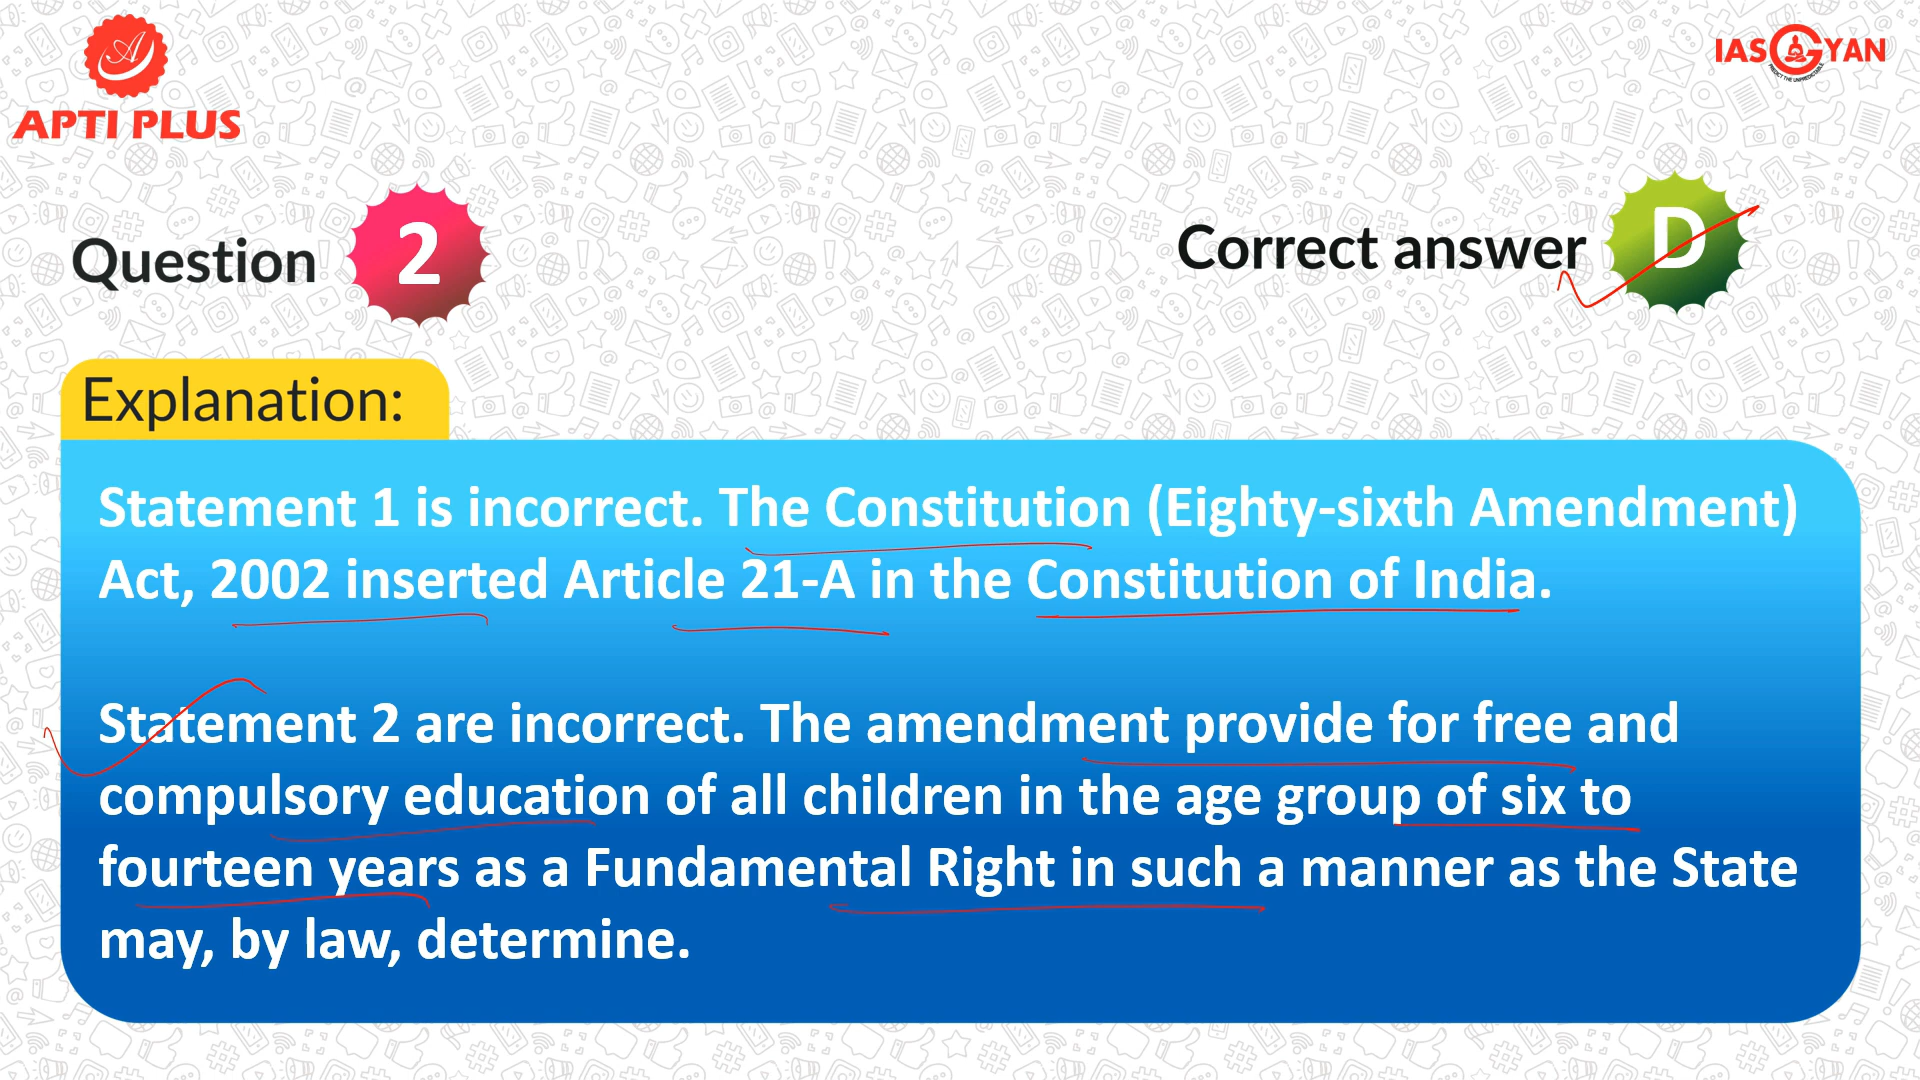 APTI PLUS
IASGYAN
PREDICT THE UNPREDICTABLE
Question 2
Correct answer D
Explanation:
Statement 1 is incorrect. The Constitution (Eighty-sixth Amendment)
Act, 2002 inserted Article 21-A in the Constitution of India.
Statement 2 are incorrect. The amendment provide for free and
compulsory education of all children in the age group of six to
fourteen years as a Fundamental Right in such a manner as the State
may, by law, determine.